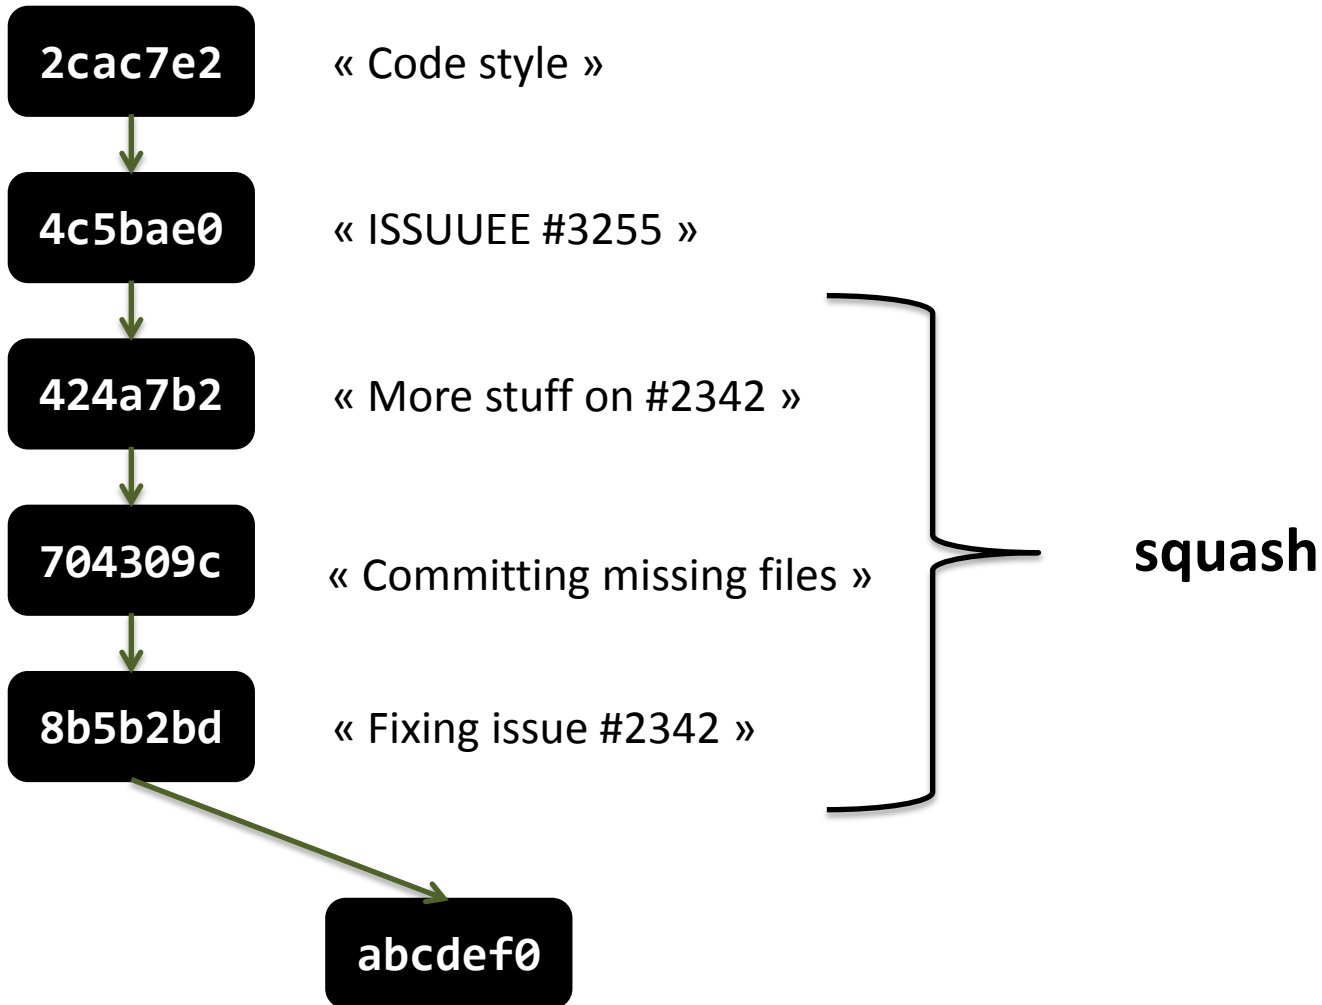 2cac7e2 « Code style »
4c5bae0 « ISSUUEE #3255 »
424a7b2 « More stuff on #2342 »
704309c « Committing missing files »
squash
8b5b2bd « Fixing issue #2342 »
abcdef0